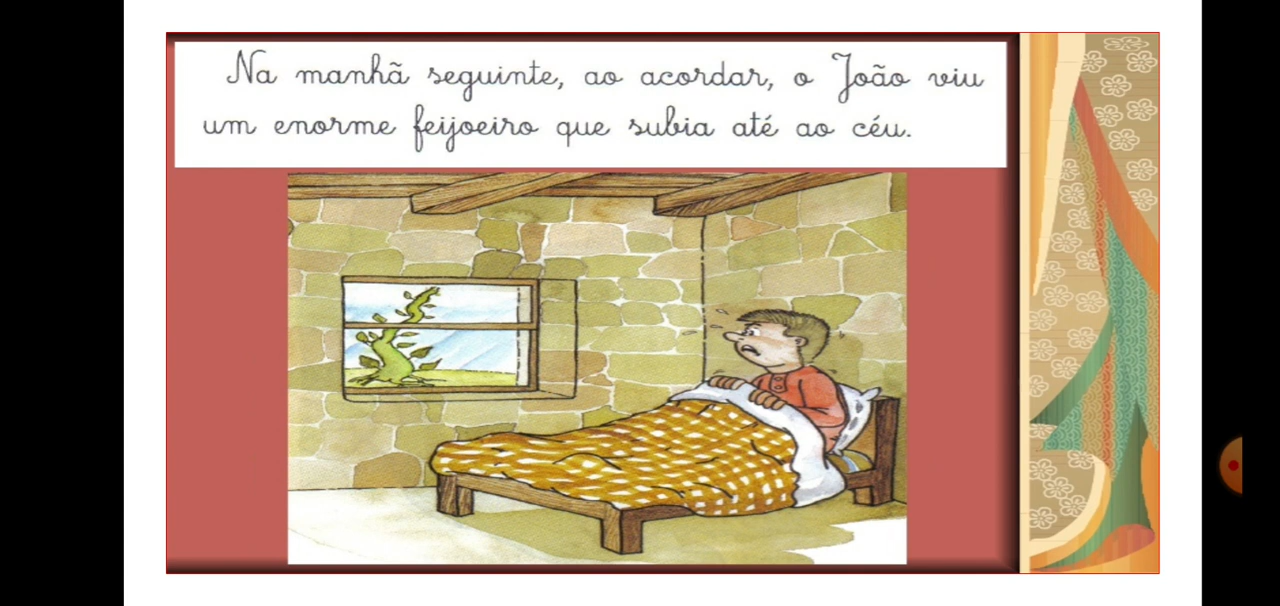 Na manhã seguinte, ao acordar, o João viu
um enorme feijoeiro que subia até ao céu.